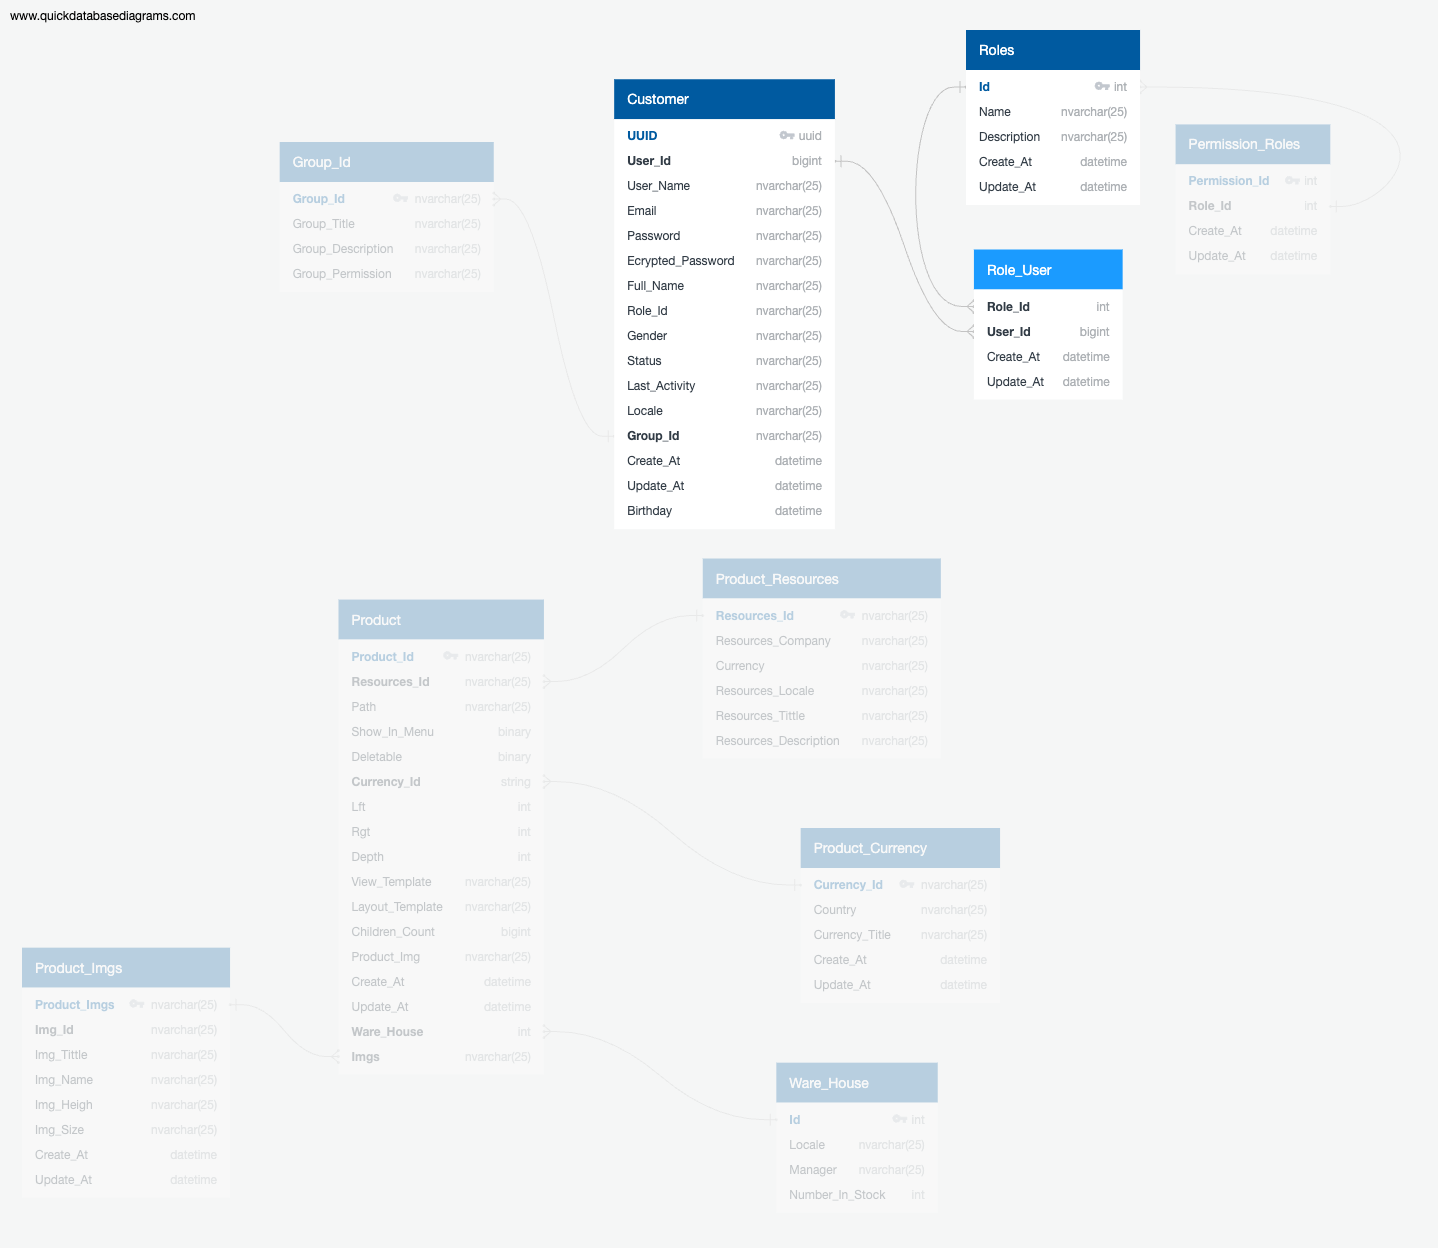 www.quickdatabasediagrams.com
Roles
Id int
Name nvarchar(25)
Description nvarchar(25)
Create_At datetime
Update_At datetime
Customer
UUID uuid
User_Id bigint
User_Name nvarchar(25)
Email nvarchar(25)
Password nvarchar(25)
Ecrypted_Password nvarchar(25)
Full_Name nvarchar(25)
Role_Id nvarchar(25)
Gender nvarchar(25)
Status nvarchar(25)
Last_Activity nvarchar(25)
Locale nvarchar(25)
Group_Id nvarchar(25)
Create_At datetime
Update_At datetime
Birthday datetime
Permission_Roles
Permission_Id int
Role_Id int
Create_At datetime
Update_At datetime
Group_Id
Group_Id nvarchar(25)
Group_Title nvarchar(25)
Group_Description nvarchar(25)
Group_Permission nvarchar(25)
Role_User
Role_Id int
User_Id bigint
Create_At datetime
Update_At datetime
Product_Resources
Resources_Id nvarchar(25)
Resources_Company nvarchar(25)
Currency nvarchar(25)
Resources_Locale nvarchar(25)
Resources_Tittle nvarchar(25)
Resources_Description nvarchar(25)
Product
Product_Id nvarchar(25)
Resources_Id nvarchar(25)
Path nvarchar(25)
Show_In_Menu binary
Deletable binary
Currency_Id string
Lft int
Rgt int
Depth int
View_Template nvarchar(25)
Layout_Template nvarchar(25)
Children_Count bigint
Product_Img nvarchar(25)
Create_At datetime
Update_At datetime
Ware_House int
Imgs nvarchar(25)
Product_Currency
Currency_Id nvarchar(25)
Country nvarchar(25)
Currency_Title nvarchar(25)
Create_At datetime
Update_At datetime
Product_Imgs
Product_Imgs nvarchar(25)
Img_Id nvarchar(25)
Img_Tittle nvarchar(25)
Img_Name nvarchar(25)
Img_Heigh nvarchar(25)
Img_Size nvarchar(25)
Create_At datetime
Update_At datetime
Ware_House
Id int
Locale nvarchar(25)
Manager nvarchar(25)
Number_In_Stock int